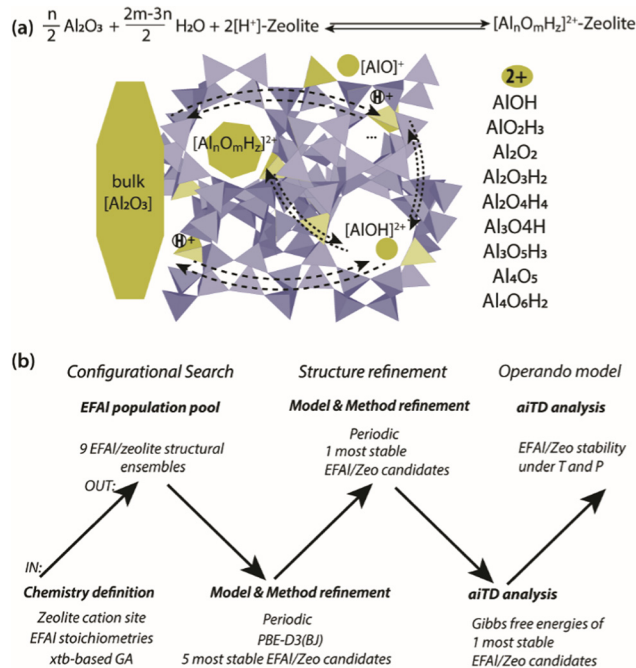 (a) n/2 Al₂O₃ + 2m-3n/2 H₂O + 2[H⁺]-Zeolite ⇌ [AlₙOₘH_z]²⁺-Zeolite
[AlO]⁺
H+
...
[AlₙOₘH_z]²⁺
bulk
[Al₂O₃]
[AlOH]²⁺
H+
2+
AlOH
AlO₂H₃
Al₂O₂
Al₂O₃H₂
Al₂O₄H₄
Al₃O4H
Al₃O₅H₃
Al₄O₅
Al₄O₆H₂
(b)
Configurational Search
EFAl population pool
9 EFAl/zeolite structural
ensembles
OUT:
IN:
Chemistry definition
Zeolite cation site
EFAl stoichiometries
xtb-based GA
Structure refinement
Model & Method refinement
Periodic
1 most stable
EFAl/Zeo candidates
Model & Method refinement
Periodic
PBE-D3(BJ)
5 most stable EFAl/Zeo candidates
Operando model
aiTD analysis
EFAl/Zeo stability
under T and P
aiTD analysis
Gibbs free energies of
1 most stable
EFAl/Zeo candidates